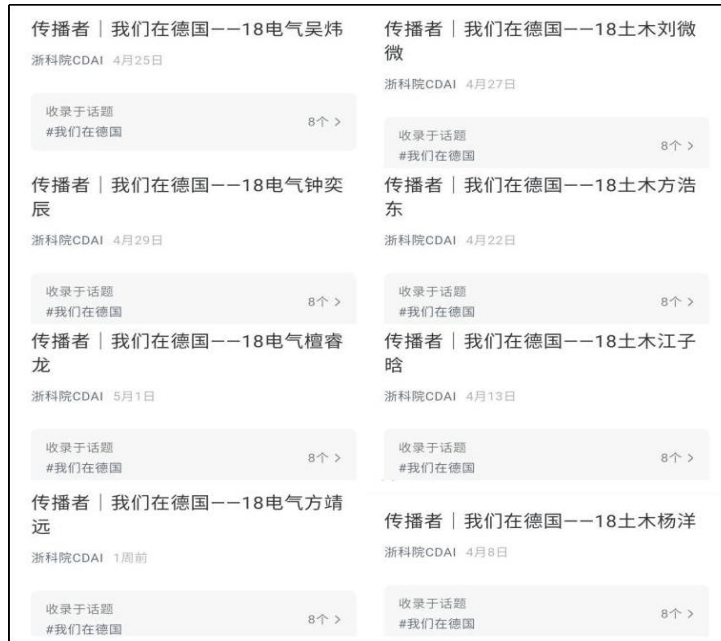 传播者｜我们在德国——18电气吴炜
浙科院CDAI 4月25日
收录于话题
#我们在德国
8个 >
传播者｜我们在德国——18土木刘微
微
浙科院CDAI 4月27日
收录于话题
#我们在德国
8个 >
传播者｜我们在德国——18电气钟奕
辰
浙科院CDAI 4月29日
收录于话题
#我们在德国
8个 >
传播者｜我们在德国——18土木方浩
东
浙科院CDAI 4月22日
收录于话题
#我们在德国
8个 >
传播者｜我们在德国——18电气檀睿
龙
浙科院CDAI 5月1日
收录于话题
#我们在德国
8个 >
传播者｜我们在德国——18土木江子
晗
浙科院CDAI 4月13日
收录于话题
#我们在德国
8个 >
传播者｜我们在德国——18电气方靖
远
浙科院CDAI 1周前
收录于话题
#我们在德国
8个 >
传播者｜我们在德国——18土木杨洋
浙科院CDAI 4月8日
收录于话题
#我们在德国
8个 >